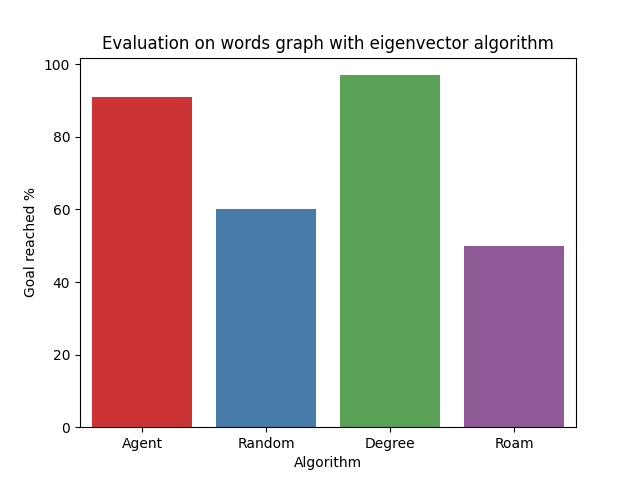 Evaluation on words graph with eigenvector algorithm
Goal reached %
100
80
60
40
20
0
Agent Random Degree Roam
Algorithm